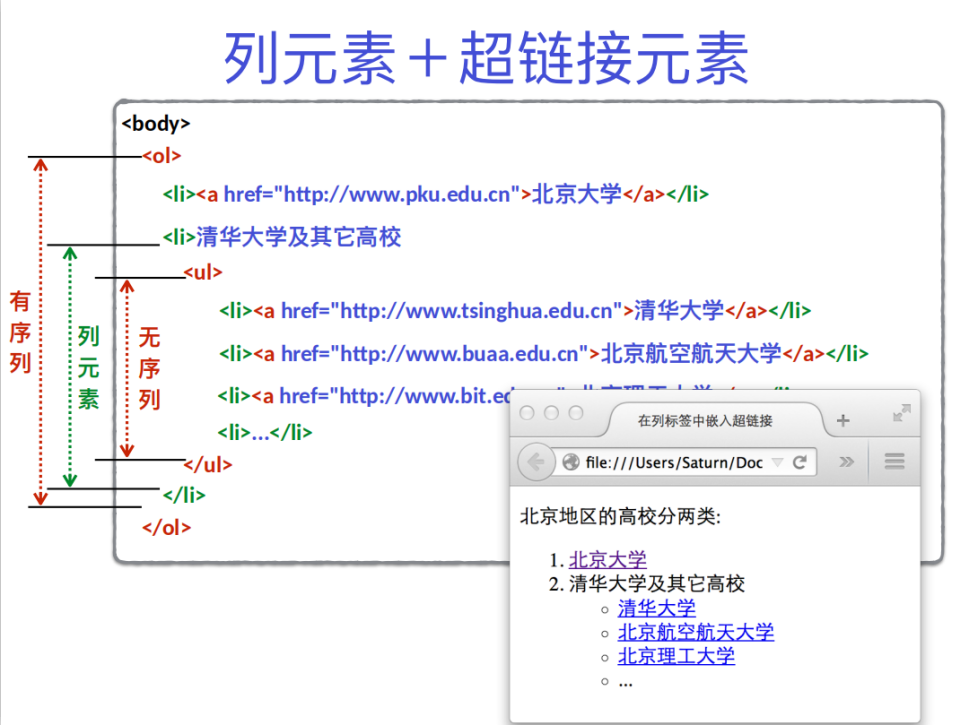 列元素＋超链接元素
<body>
<ol>
<li><a href="http://www.pku.edu.cn">北京大学</a></li>
<li>清华大学及其它高校
<ul>
<li><a href="http://www.tsinghua.edu.cn">清华大学</a></li>
<li><a href="http://www.buaa.edu.cn">北京航空航天大学</a></li>
<li><a href="http://www.bit.ed
<li>...</li>
</ul>
</li>
</ol>
有序列
列元素
无序列
在列标签中嵌入超链接
file:///Users/Saturn/Doc
北京地区的高校分两类:
1. 北京大学
2. 清华大学及其它高校
清华大学
北京航空航天大学
北京理工大学
...